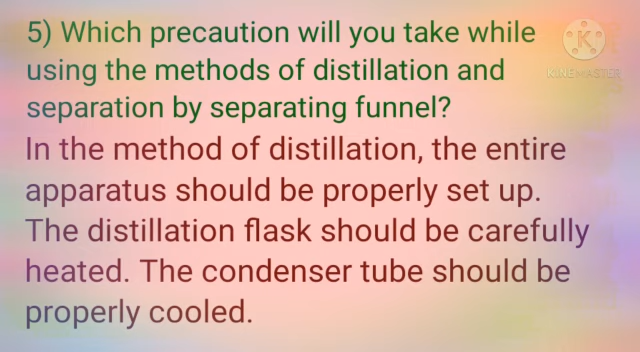 5) Which precaution will you take while
using the methods of distillation and
separation by separating funnel?
In the method of distillation, the entire
apparatus should be properly set up.
The distillation flask should be carefully
heated. The condenser tube should be
properly cooled.
K
KINEMASTER